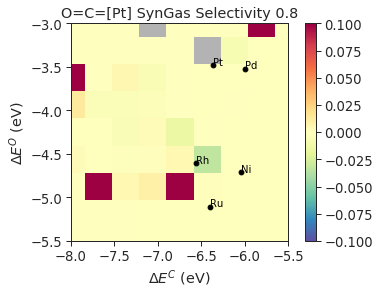 O=C=[Pt] SynGas Selectivity 0.8
−3.0
−3.5
−4.0
−4.5
−5.0
−5.5
ΔE^O (eV)
Pt
Pd
Rh
Ni
Ru
−8.0 −7.5 −7.0 −6.5 −6.0 −5.5
ΔE^C (eV)
0.100
0.075
0.050
0.025
0.000
−0.025
−0.050
−0.075
−0.100